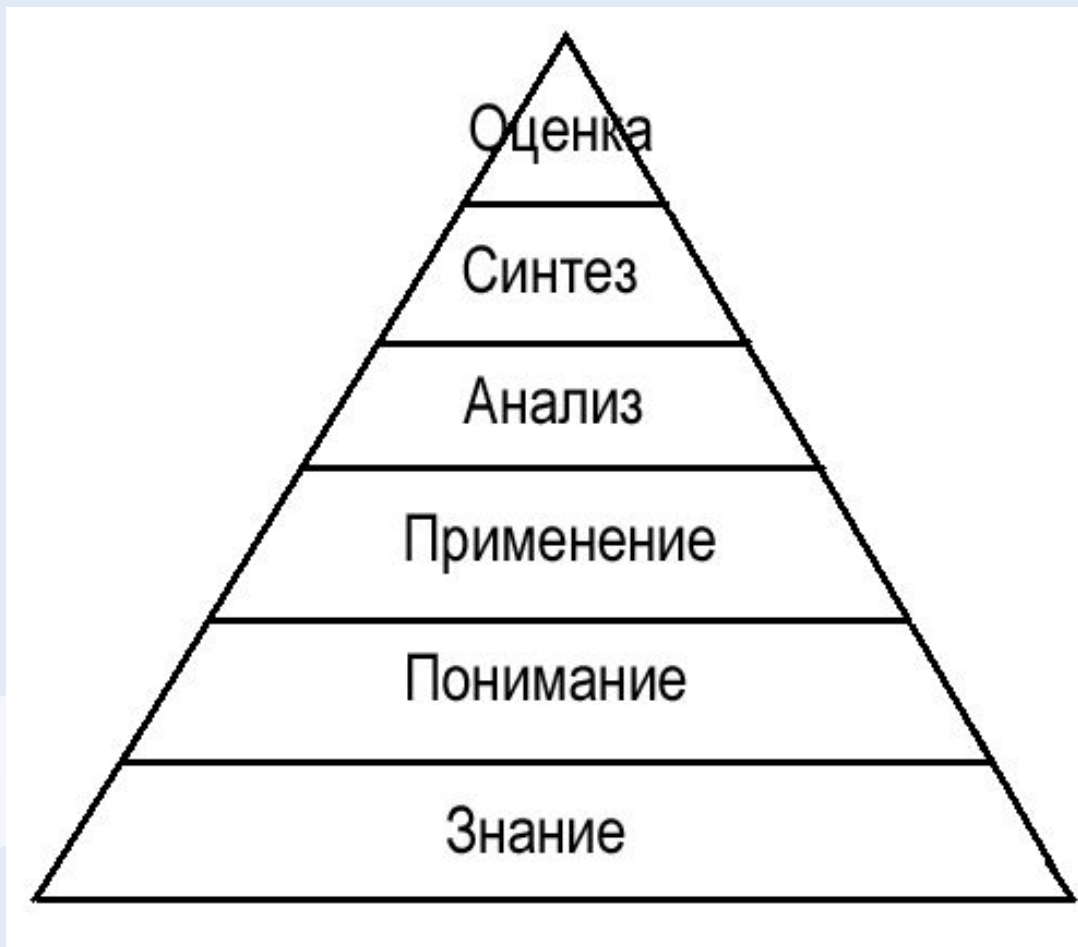 Оценка
Синтез
Анализ
Применение
Понимание
Знание